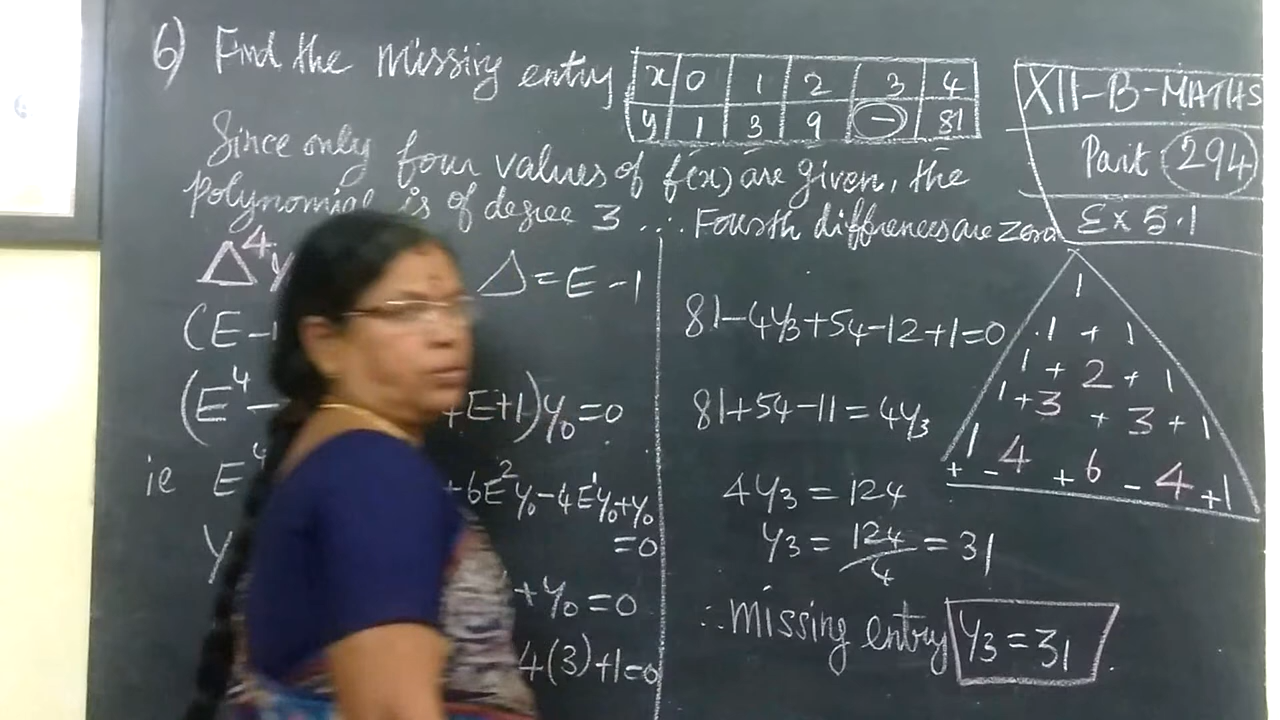 6) Find the missing entry
x 0 1 2 3 4
y 1 3 9 - 81
XII-B-MATHS
Part 294
Ex 5.1
Since only four values of f(x) are given, the
polynomial is of degree 3 ∴ Fourth differences are zero.
Δ⁴y
Δ = E-1
(E-1
(E⁴- +E+1)y₀=0
ie E⁴ +6E²y₀-4E¹y₀+y₀
=0
y
+y₀=0
4(3)+1=0
81-4y₃+54-12+1=0
81+54-11=4y₃
4y₃=124
y₃=124/4=31
∴ Missing entry y₃=31
1
1 + 1
1 + 2 + 1
1 + 3 + 3 + 1
1 4 6 4 1
+ - + - +